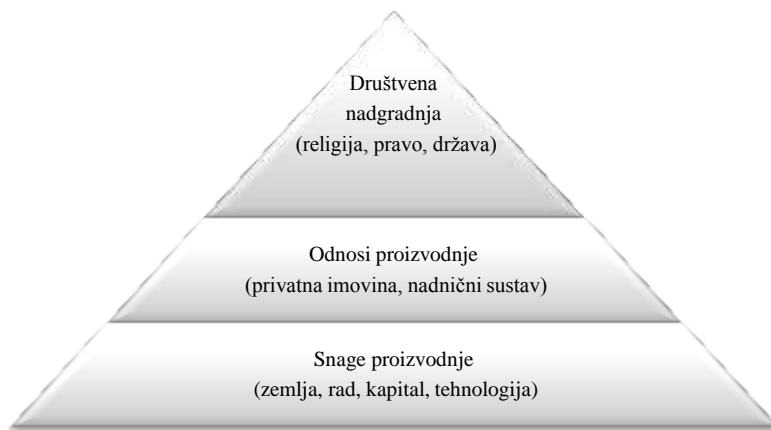 Društvena
nadgradnja
(religija, pravo, država)
Odnosi proizvodnje
(privatna imovina, nadnični sustav)
Snage proizvodnje
(zemlja, rad, kapital, tehnologija)